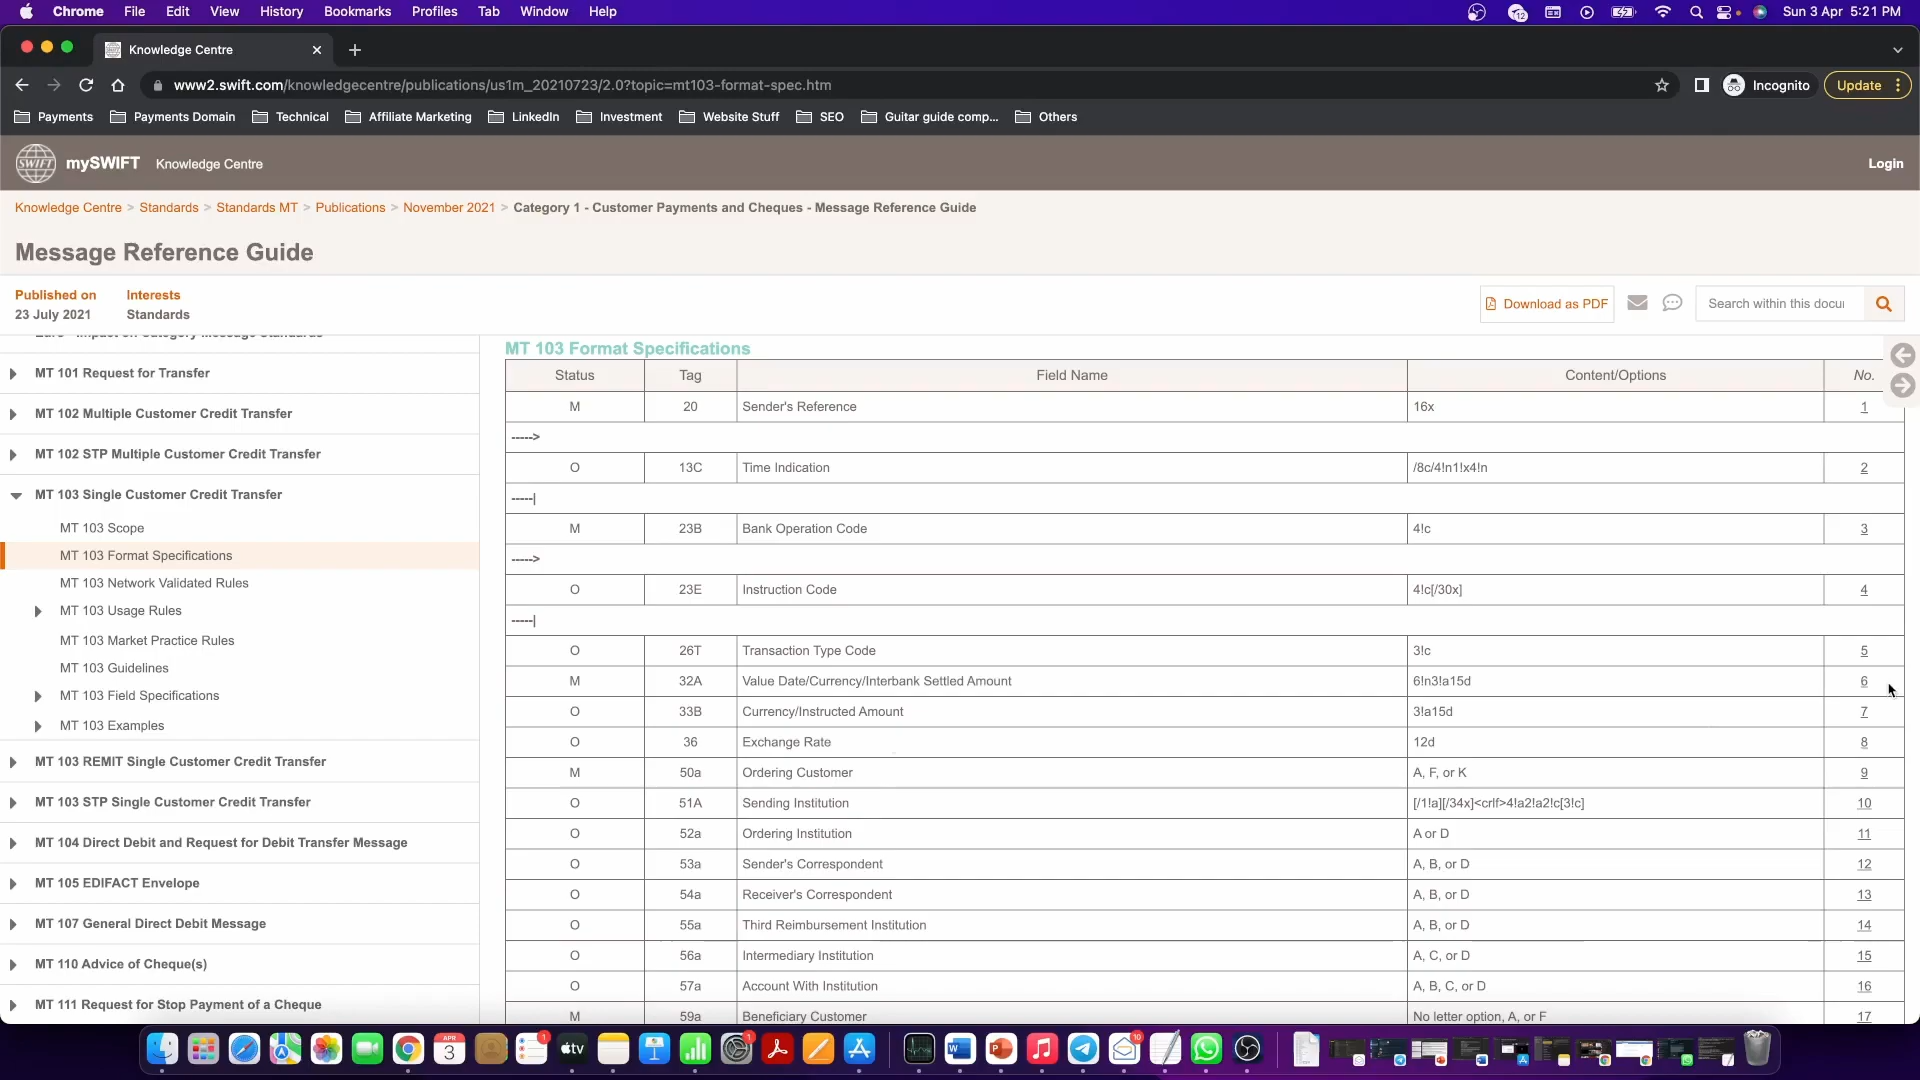 Chrome File Edit View History Bookmarks Profiles Tab Window Help 12 Sun 3 Apr 5:21 PM
Knowledge Centre
www2.swift.com/knowledgecentre/publications/us1m_20210723/2.0?topic=mt103-format-spec.htm Incognito Update
Payments Payments Domain Technical Affiliate Marketing LinkedIn Investment Website Stuff SEO Guitar guide comp... Others
SWIFT mySWIFT Knowledge Centre Login
Knowledge Centre > Standards > Standards MT > Publications > November 2021 > Category 1 - Customer Payments and Cheques - Message Reference Guide
Message Reference Guide
Published on Interests
23 July 2021 Standards
Download as PDF Search within this docu
MT 101 Request for Transfer
MT 102 Multiple Customer Credit Transfer
MT 102 STP Multiple Customer Credit Transfer
MT 103 Single Customer Credit Transfer
MT 103 Scope
MT 103 Format Specifications
MT 103 Network Validated Rules
MT 103 Usage Rules
MT 103 Market Practice Rules
MT 103 Guidelines
MT 103 Field Specifications
MT 103 Examples
MT 103 REMIT Single Customer Credit Transfer
MT 103 STP Single Customer Credit Transfer
MT 104 Direct Debit and Request for Debit Transfer Message
MT 105 EDIFACT Envelope
MT 107 General Direct Debit Message
MT 110 Advice of Cheque(s)
MT 111 Request for Stop Payment of a Cheque
MT 103 Format Specifications
Status Tag Field Name Content/Options No.
M 20 Sender's Reference 16x 1
----->
O 13C Time Indication /8c/4!n1!x4!n 2
-----|
M 23B Bank Operation Code 4!c 3
----->
O 23E Instruction Code 4!c[/30x] 4
-----|
O 26T Transaction Type Code 3!c 5
M 32A Value Date/Currency/Interbank Settled Amount 6!n3!a15d 6
O 33B Currency/Instructed Amount 3!a15d 7
O 36 Exchange Rate 12d 8
M 50a Ordering Customer A, F, or K 9
O 51A Sending Institution [/1!a][/34x]<crlf>4!a2!a2!c[3!c] 10
O 52a Ordering Institution A or D 11
O 53a Sender's Correspondent A, B, or D 12
O 54a Receiver's Correspondent A, B, or D 13
O 55a Third Reimbursement Institution A, B, or D 14
O 56a Intermediary Institution A, C, or D 15
O 57a Account With Institution A, B, C, or D 16
M 59a Beneficiary Customer No letter option, A, or F 17
APR 3 1 tv 1 10